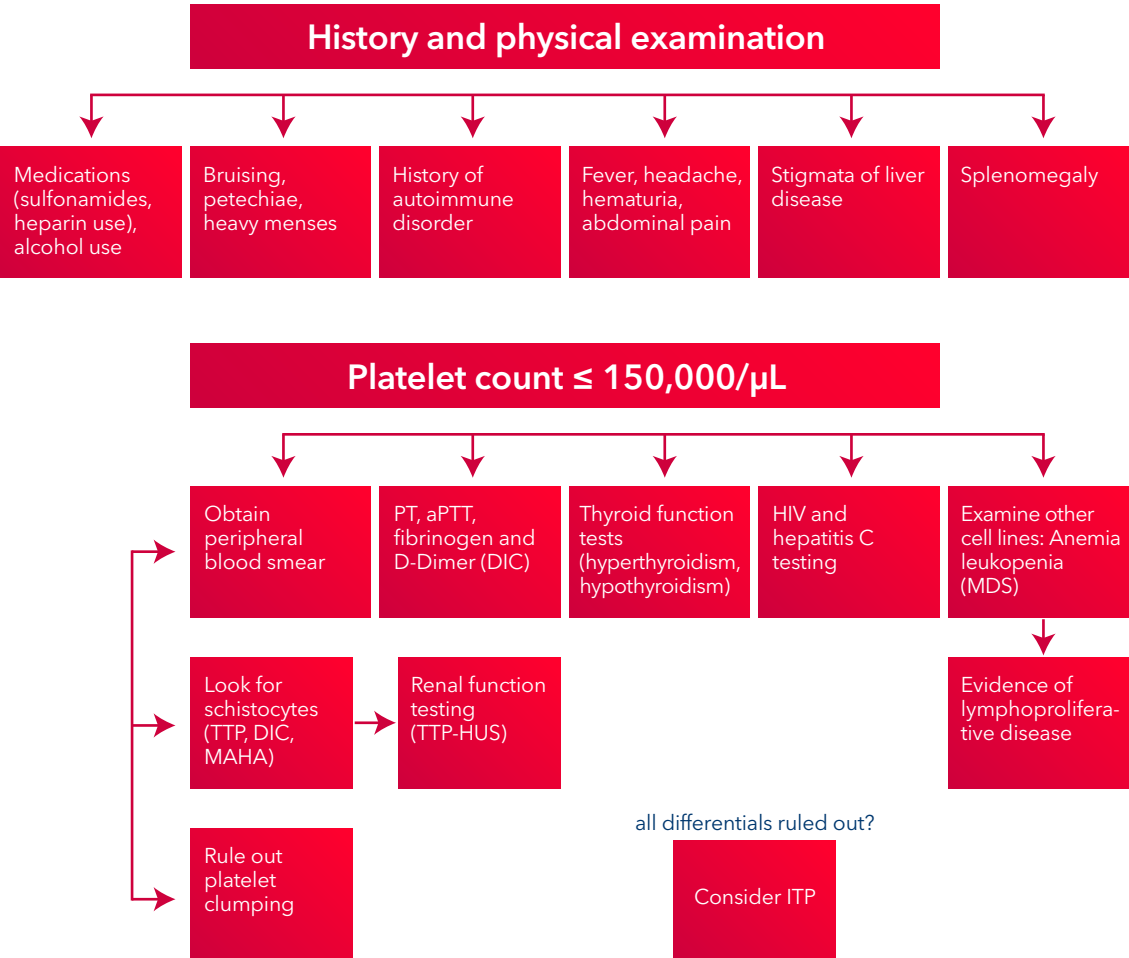 History and physical examination
Medications
(sulfonamides,
heparin use),
alcohol use
Bruising,
petechiae,
heavy menses
History of
autoimmune
disorder
Fever, headache,
hematuria,
abdominal pain
Stigmata of liver
disease
Splenomegaly
Platelet count ≤ 150,000/µL
Obtain
peripheral
blood smear
PT, aPTT,
fibrinogen and
D-Dimer (DIC)
Thyroid function
tests
(hyperthyroidism,
hypothyroidism)
HIV and
hepatitis C
testing
Examine other
cell lines: Anemia
leukopenia
(MDS)
Look for
schistocytes
(TTP, DIC,
MAHA)
Renal function
testing
(TTP-HUS)
Evidence of
lymphoprolifera-
tive disease
Rule out
platelet
clumping
all differentials ruled out?
Consider ITP